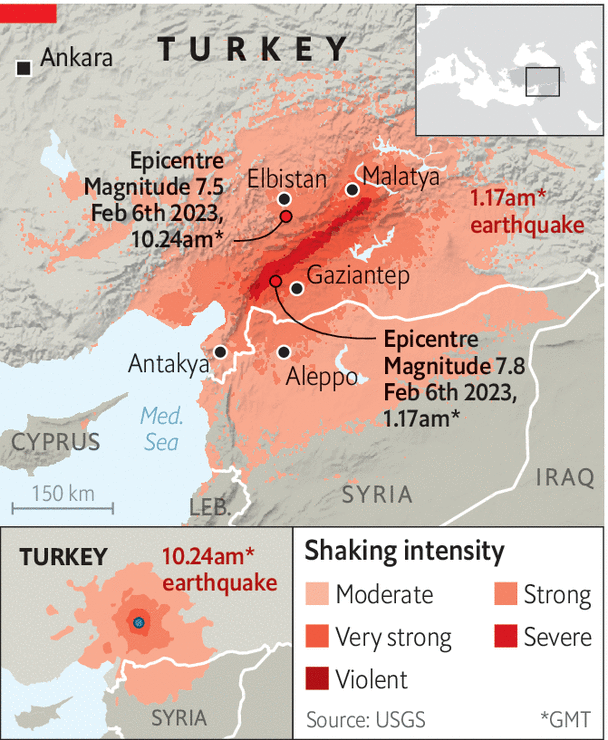 TURKEY
Ankara
Epicentre
Magnitude 7.5
Feb 6th 2023,
10.24am*
Elbistan
Malatya
1.17am*
earthquake
Gaziantep
Epicentre
Magnitude 7.8
Feb 6th 2023,
1.17am*
Antakya
Aleppo
Med.
Sea
CYPRUS
150 km
LEB.
SYRIA
IRAQ
TURKEY
10.24am*
earthquake
SYRIA
Shaking intensity
Moderate
Strong
Very strong
Severe
Violent
Source: USGS
*GMT